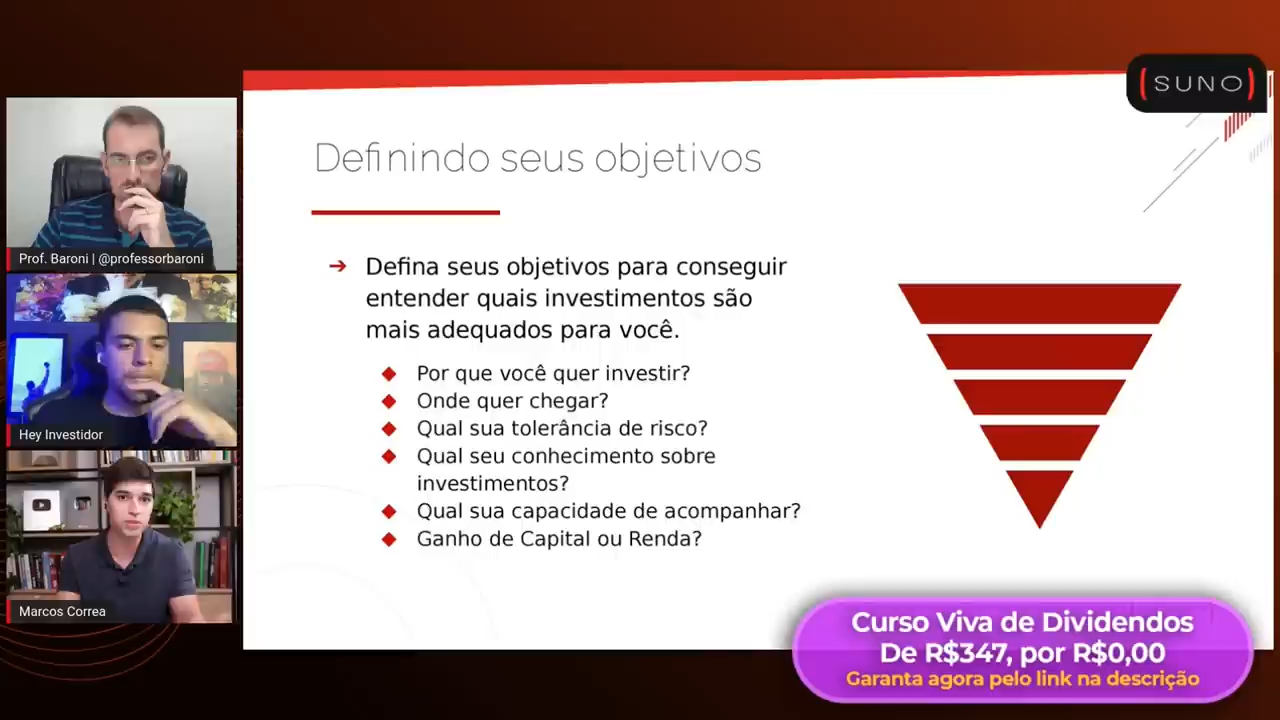 (SUNO)
Definindo seus objetivos
➔ Defina seus objetivos para conseguir
entender quais investimentos são
mais adequados para você.
◆ Por que você quer investir?
◆ Onde quer chegar?
◆ Qual sua tolerância de risco?
◆ Qual seu conhecimento sobre
investimentos?
◆ Qual sua capacidade de acompanhar?
◆ Ganho de Capital ou Renda?
Prof. Baroni | @professorbaroni
Hey Investidor
Marcos Correa
Curso Viva de Dividendos
De R$347, por R$0,00
Garanta agora pelo link na descrição